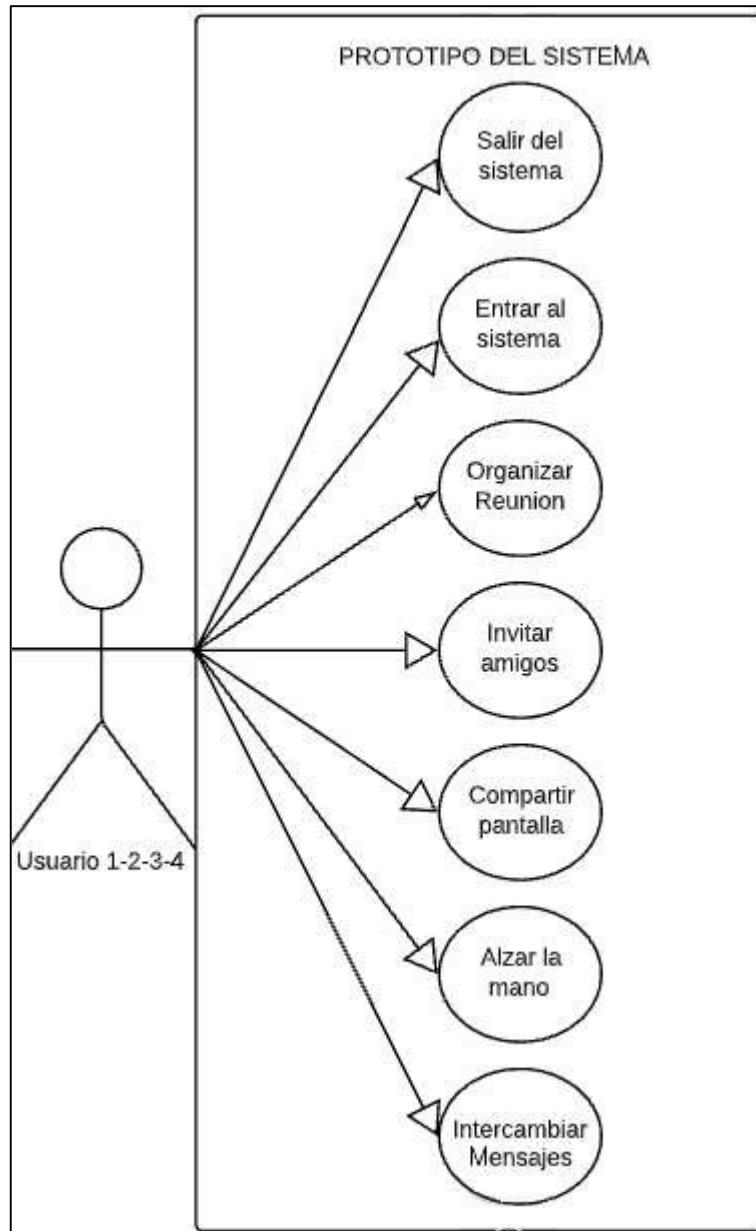 PROTOTIPO DEL SISTEMA
Salir del
sistema
Entrar al
sistema
Organizar
Reunion
Invitar
amigos
Compartir
pantalla
Alzar la
mano
Intercambiar
Mensajes
Usuario 1-2-3-4